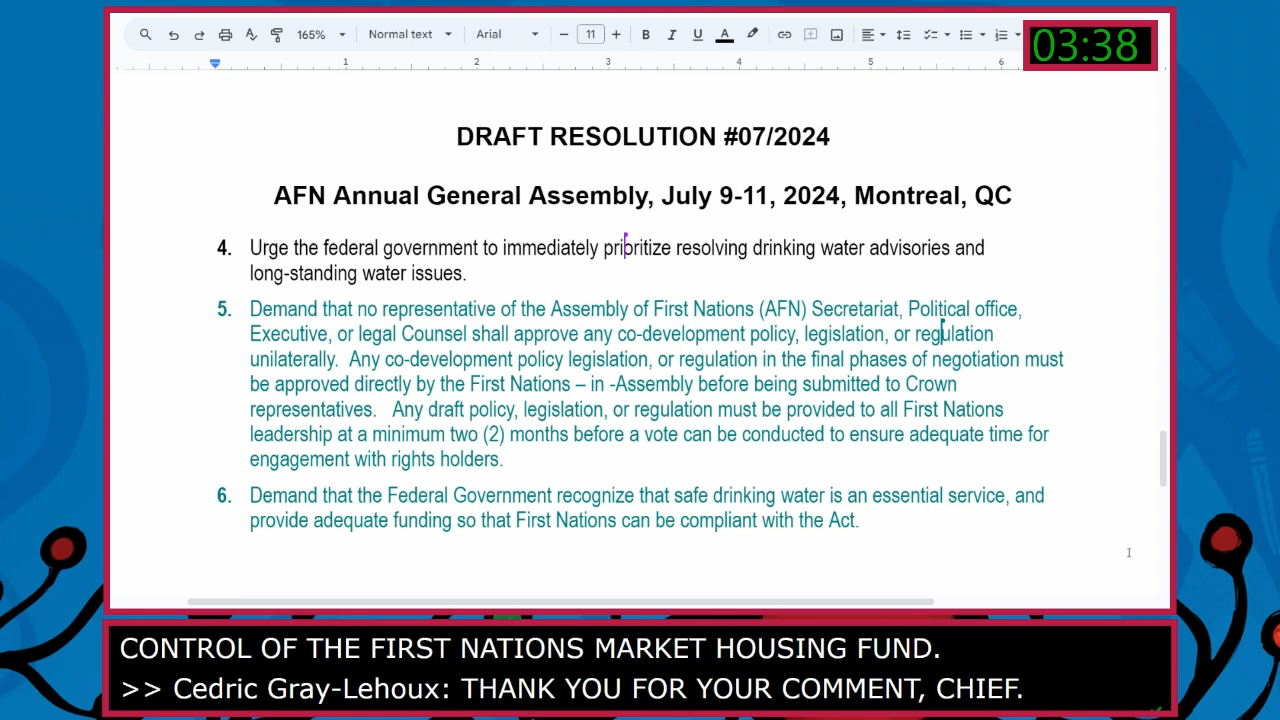 165% Normal text Arial 11 B I U A
03:38
1 2 3 4 5 6
DRAFT RESOLUTION #07/2024
AFN Annual General Assembly, July 9-11, 2024, Montreal, QC
4. Urge the federal government to immediately prioritize resolving drinking water advisories and
long-standing water issues.
5. Demand that no representative of the Assembly of First Nations (AFN) Secretariat, Political office,
Executive, or legal Counsel shall approve any co-development policy, legislation, or regulation
unilaterally. Any co-development policy legislation, or regulation in the final phases of negotiation must
be approved directly by the First Nations – in -Assembly before being submitted to Crown
representatives. Any draft policy, legislation, or regulation must be provided to all First Nations
leadership at a minimum two (2) months before a vote can be conducted to ensure adequate time for
engagement with rights holders.
6. Demand that the Federal Government recognize that safe drinking water is an essential service, and
provide adequate funding so that First Nations can be compliant with the Act.
CONTROL OF THE FIRST NATIONS MARKET HOUSING FUND.
>> Cedric Gray-Lehoux: THANK YOU FOR YOUR COMMENT, CHIEF.